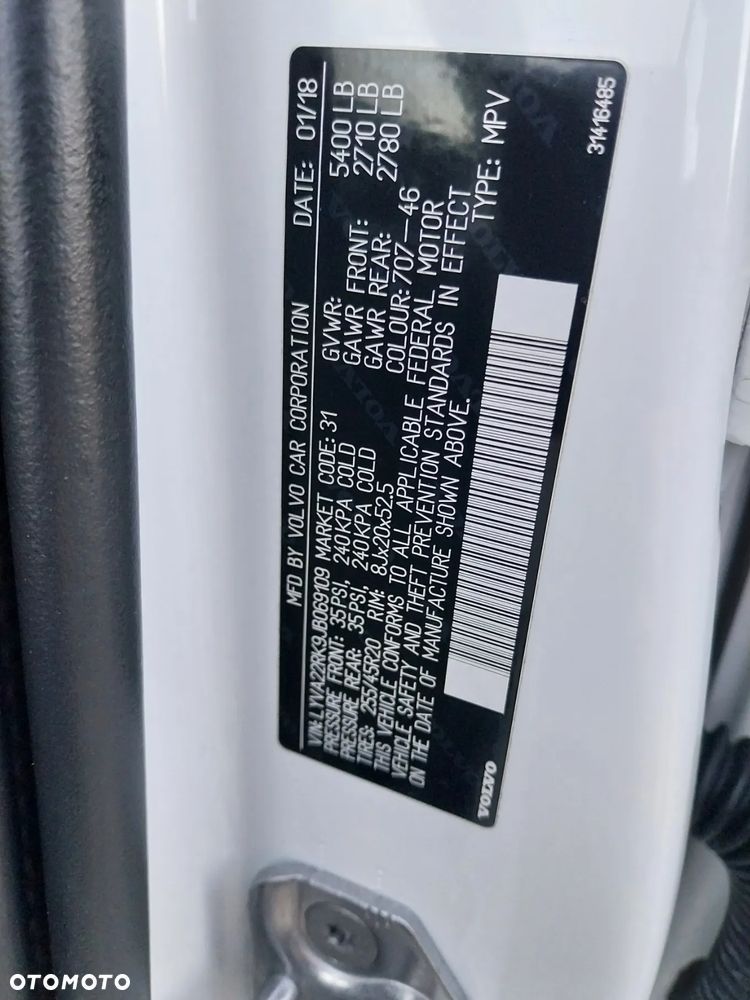 MFD BY VOLVO CAR CORPORATION DATE: 01/18
VIN: LYVA22RK9JB069109 MARKET CODE: 31 GVWR: 5400 LB
PRESSURE FRONT: 35PSI, 240KPA COLD GAWR FRONT: 2710 LB
PRESSURE REAR: 35PSI, 240KPA COLD GAWR REAR: 2780 LB
TIRES: 255/45R20 RIM: 8Jx20x52.5 COLOUR: 707-46
THIS VEHICLE CONFORMS TO ALL APPLICABLE FEDERAL MOTOR
VEHICLE SAFETY AND THEFT PREVENTION STANDARDS IN EFFECT
ON THE DATE OF MANUFACTURE SHOWN ABOVE. TYPE: MPV
VOLVO 31416485
OTOMOTO